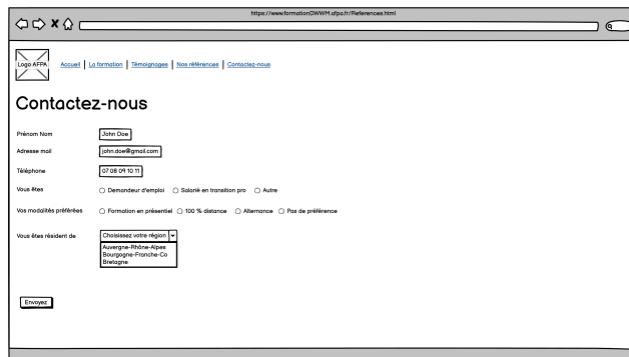 https://www.formationDWWM.afpa.fr/References.html
Logo AFPA Accueil La formation Témoignages Nos références Contactez-nous
Contactez-nous
Prénom Nom John Doe
Adresse mail john.doe@gmail.com
Téléphone 07 08 09 10 11
Vous êtes Demandeur d'emploi Salarié en transition pro Autre
Vos modalités préférées Formation en présentiel 100 % distance Alternance Pas de préférence
Vous êtes résident de Choisissez votre région
Auvergne-Rhône-Alpes
Bourgogne-Franche-Co
Bretagne
Envoyez